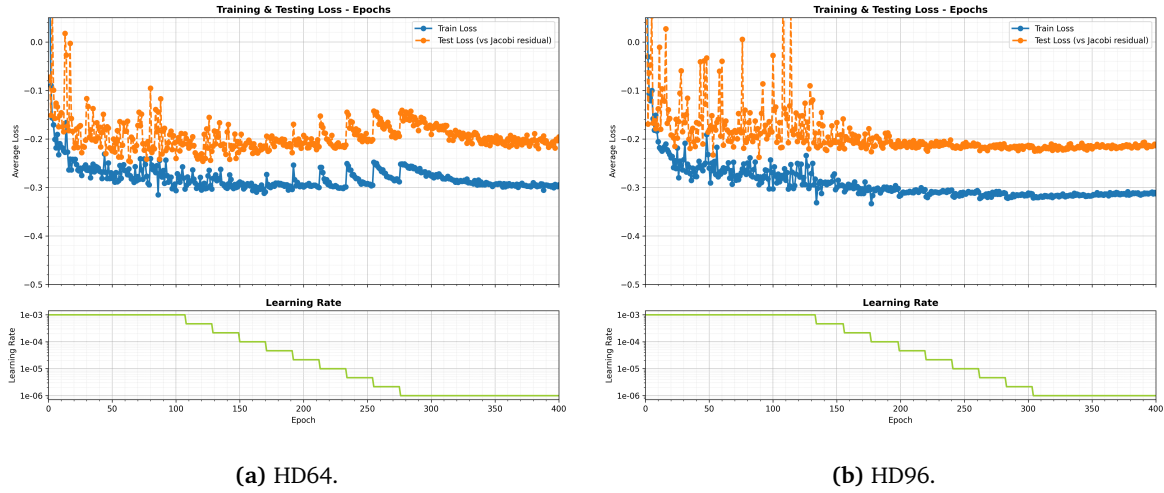 Training & Testing Loss - Epochs
Train Loss
Test Loss (vs Jacobi residual)
0.0
−0.1
−0.2
−0.3
−0.4
−0.5
Average Loss
Learning Rate
1e-03
1e-04
1e-05
1e-06
Learning Rate
0 50 100 150 200 250 300 350 400
Epoch
(a) HD64.
Training & Testing Loss - Epochs
Train Loss
Test Loss (vs Jacobi residual)
0.0
−0.1
−0.2
−0.3
−0.4
−0.5
Average Loss
Learning Rate
1e-03
1e-04
1e-05
1e-06
Learning Rate
0 50 100 150 200 250 300 350 400
Epoch
(b) HD96.